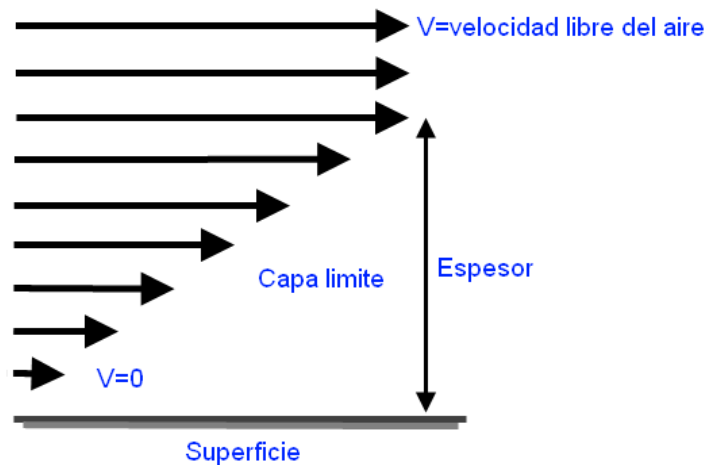 V=velocidad libre del aire
Espesor
Capa limite
V=0
Superficie